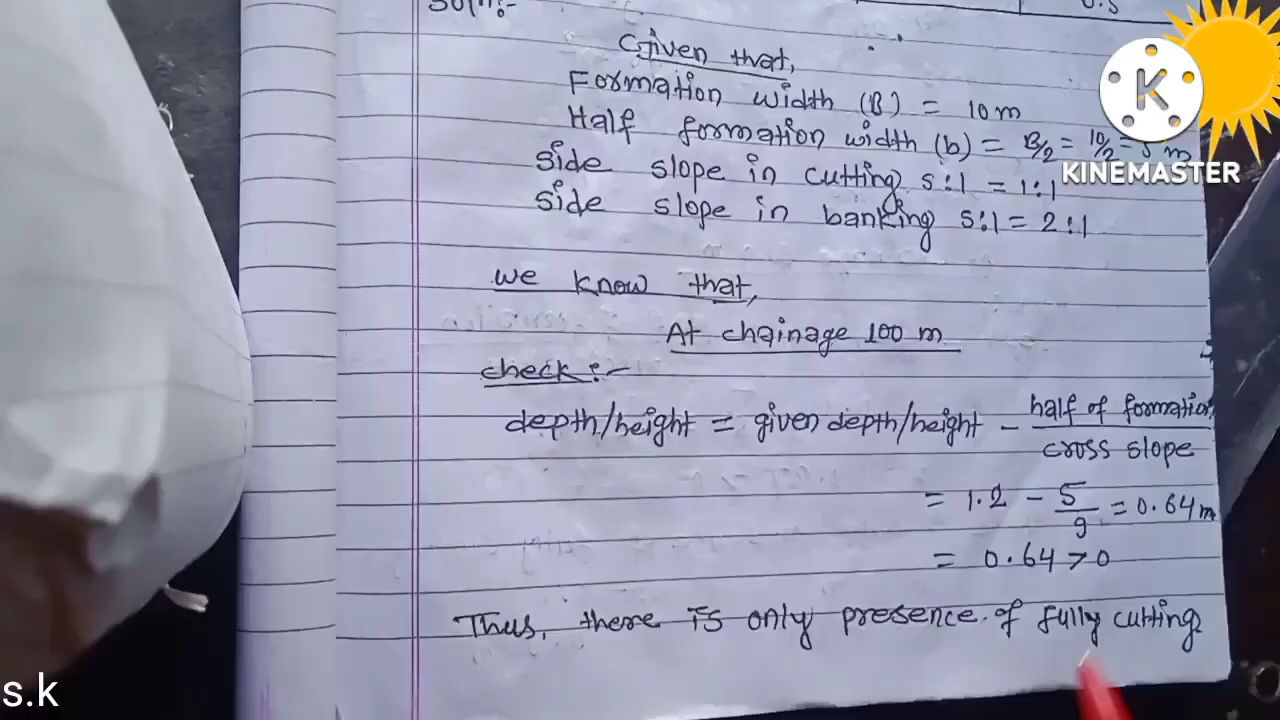 Soln:-
0.5
Given that,
Formation width (B) = 10 m
Half formation width (b) = B/2 = 10/2 = 5 m
side slope in cutting s:1 = 1:1
side slope in banking s:1 = 2:1
we know that,
At chainage 100 m
check:-
depth/height = given depth/height - half of formation / cross slope
= 1.2 - 5/9 = 0.64 m
= 0.64 > 0
Thus, there is only presence of fully cutting.
K
KINEMASTER
s.k